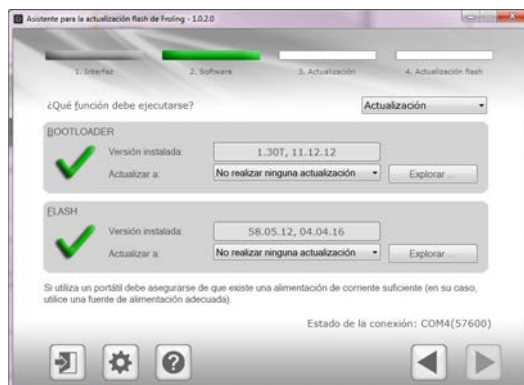 Asistente para la actualización flash de Froling - 1.0.2.0
1. Interfaz
2. Software
3. Actualización
4. Actualización flash
¿Qué función debe ejecutarse?
Actualización
BOOTLOADER
Versión instalada:
1.30T, 11.12.12
Actualizar a:
No realizar ninguna actualización
Explorar ...
FLASH
Versión instalada:
58.05.12, 04.04.16
Actualizar a:
No realizar ninguna actualización
Explorar ...
Si utiliza un portátil debe asegurarse de que existe una alimentación de corriente suficiente (en su caso,
utilice una fuente de alimentación adecuada).
Estado de la conexión: COM4(57600)